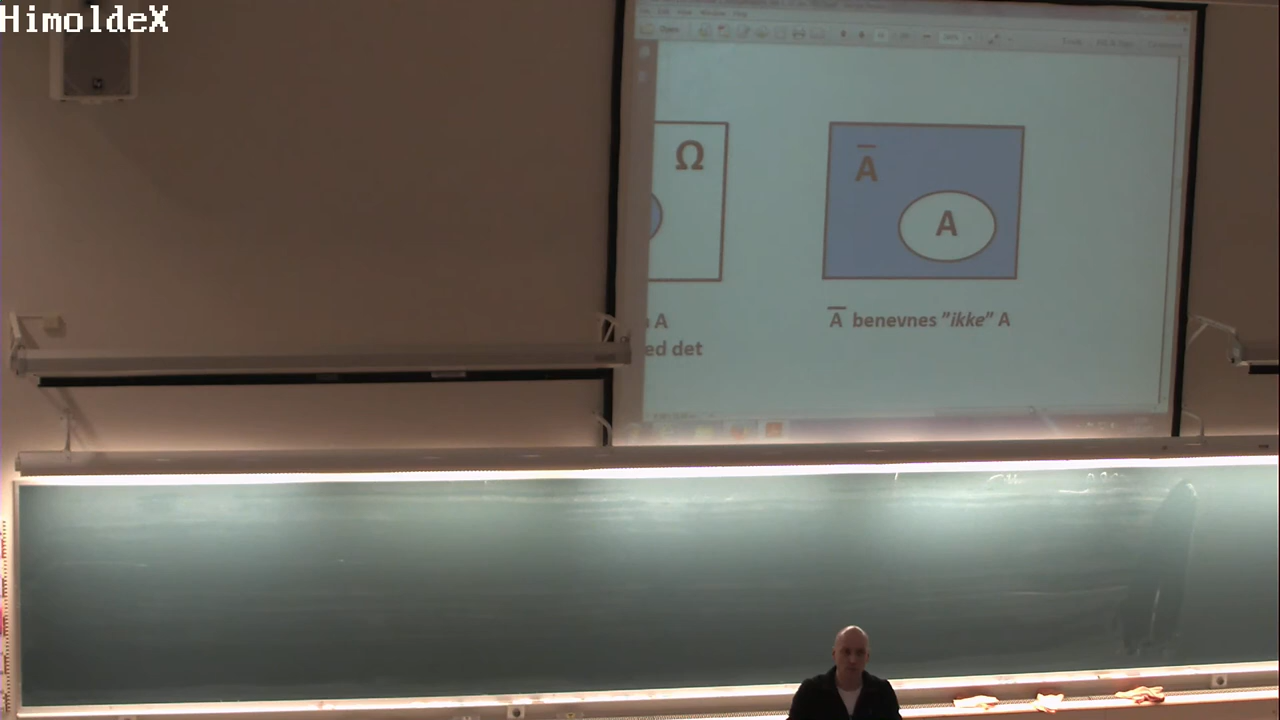 HimoldeX
Ω
A̅
A
A
ed det
A̅ benevnes "ikke" A